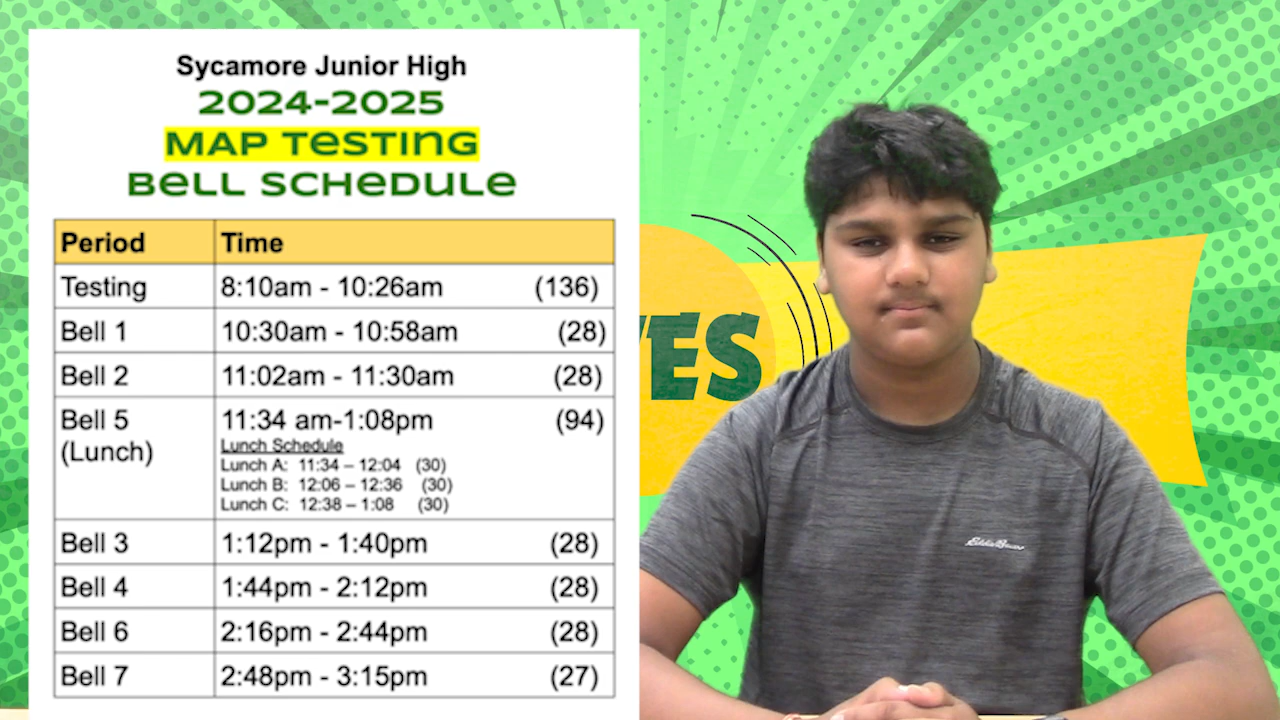 Sycamore Junior High
2024-2025
MAP Testing
Bell Schedule
Period Time
Testing 8:10am - 10:26am (136)
Bell 1 10:30am - 10:58am (28)
Bell 2 11:02am - 11:30am (28)
Bell 5 11:34 am-1:08pm (94)
(Lunch)
Lunch Schedule
Lunch A: 11:34 – 12:04 (30)
Lunch B: 12:06 – 12:36 (30)
Lunch C: 12:38 – 1:08 (30)
Bell 3 1:12pm - 1:40pm (28)
Bell 4 1:44pm - 2:12pm (28)
Bell 6 2:16pm - 2:44pm (28)
Bell 7 2:48pm - 3:15pm (27)
VES
Eddie Bauer